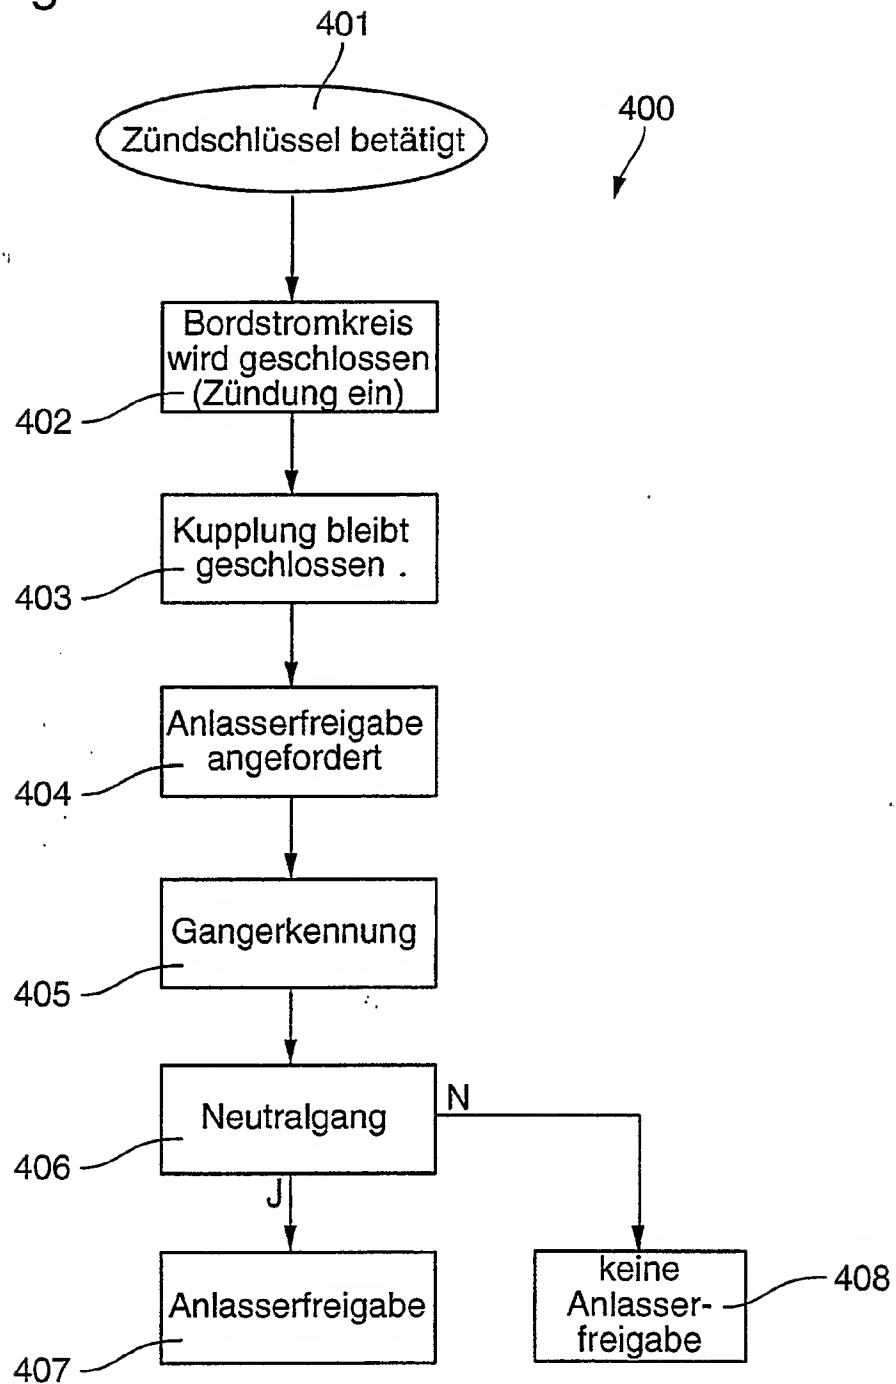 401
Zündschlüssel betätigt
400
Bordstromkreis
wird geschlossen
(Zündung ein)
402
Kupplung bleibt
geschlossen .
403
Anlasserfreigabe
angefordert
404
Gangerkennung
405
Neutralgang
N
406
J
Anlasserfreigabe
407
keine
Anlasser-
freigabe
408